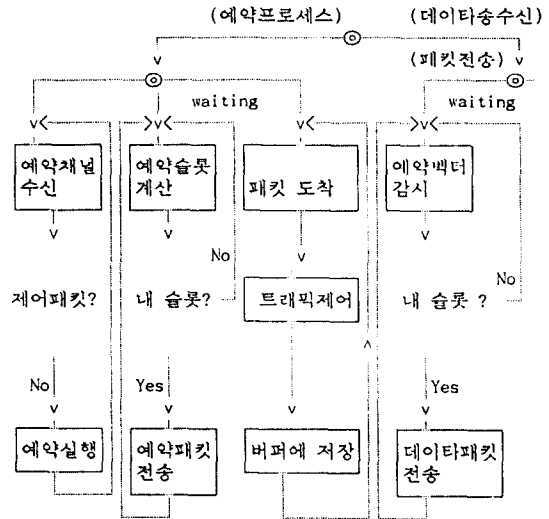 (예약프로세스) (데이타송수신)
(패킷전송)
waiting waiting
예약채널 수신
예약슬롯 계산
패킷 도착
예약벡터 감시
No
No
제어패킷?
내 슬롯?
트래픽제어
내 슬롯 ?
No
Yes
Yes
예약실행
예약패킷 전송
버퍼에 저장
데이타패킷 전송